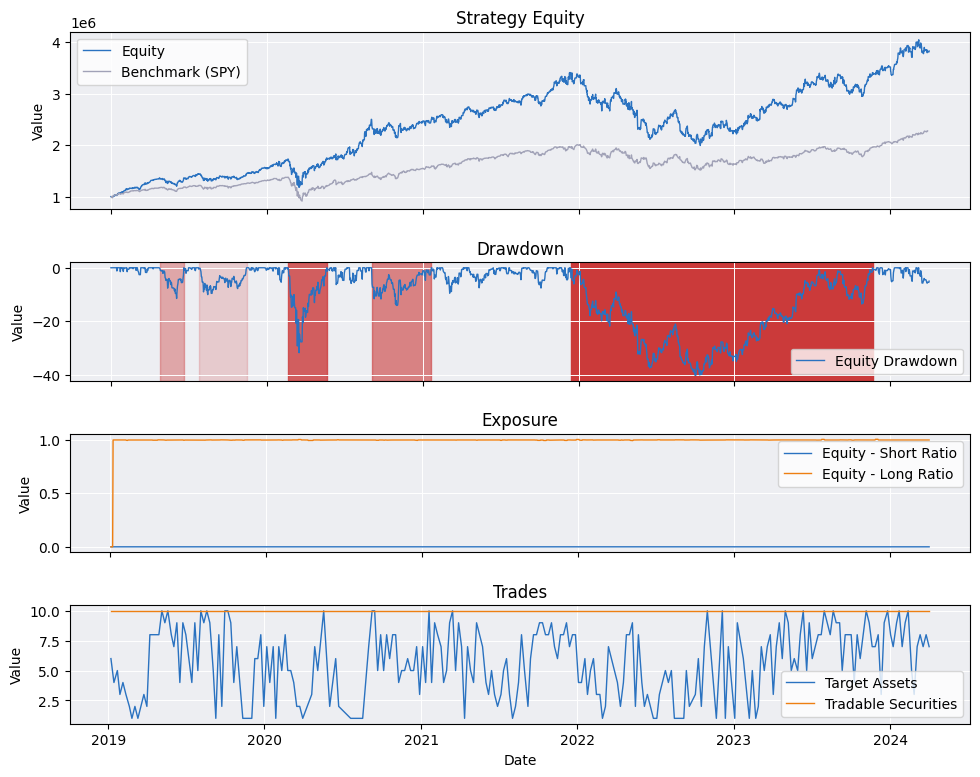 Strategy Equity
1e6
Equity
Benchmark (SPY)
4
3
2
1
Value
Drawdown
0
−20
−40
Value
Equity Drawdown
Exposure
1.0
0.5
0.0
Value
Equity - Short Ratio
Equity - Long Ratio
Trades
10.0
7.5
5.0
2.5
Value
Target Assets
Tradable Securities
2019 2020 2021 2022 2023 2024
Date